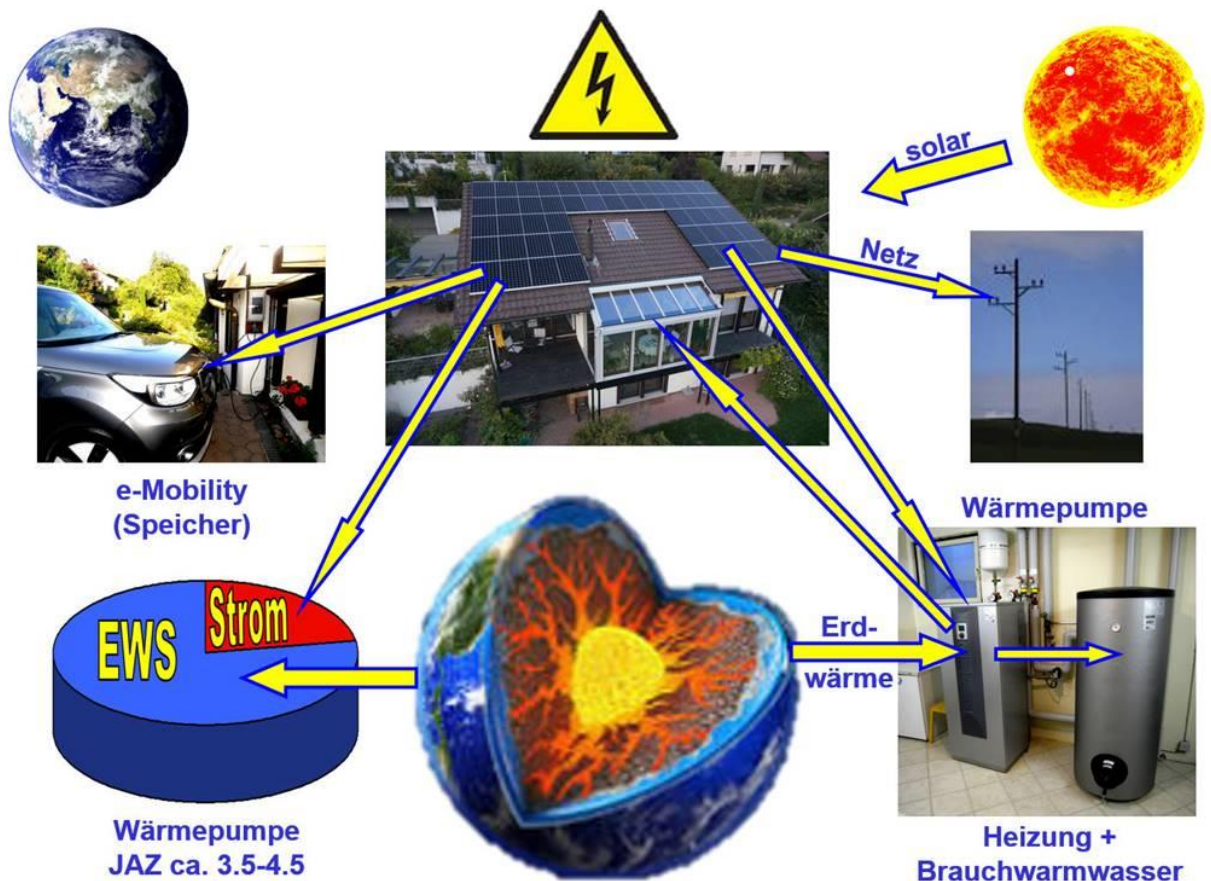 solar
Netz
e-Mobility
(Speicher)
Wärmepumpe
EWS
Strom
Erd-
wärme
Wärmepumpe
JAZ ca. 3.5-4.5
Heizung +
Brauchwarmwasser